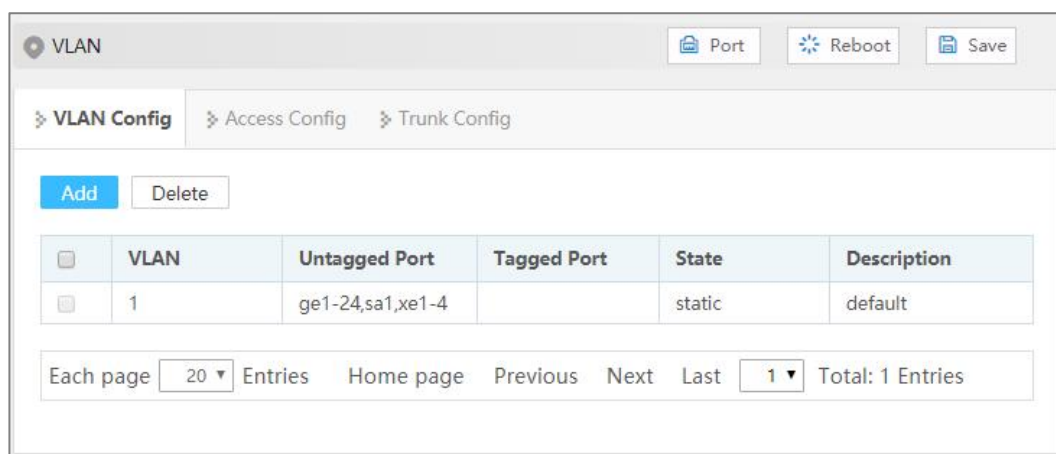 VLAN Port Reboot Save
VLAN Config Access Config Trunk Config
Add Delete
VLAN Untagged Port Tagged Port State Description
1 ge1-24,sa1,xe1-4 static default
Each page 20 Entries Home page Previous Next Last 1 Total: 1 Entries